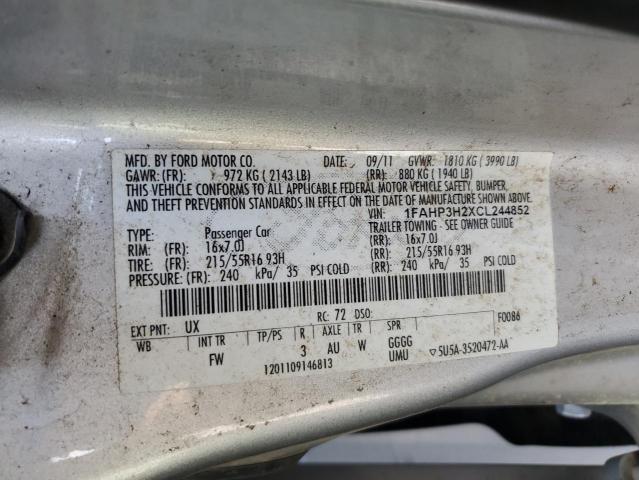 MFD. BY FORD MOTOR CO. DATE: 09/11 GVWR: 1810 KG ( 3990 LB)
GAWR: (FR): 972 KG ( 2143 LB) (RR): 880 KG ( 1940 LB)
THIS VEHICLE CONFORMS TO ALL APPLICABLE FEDERAL MOTOR VEHICLE SAFETY, BUMPER,
AND THEFT PREVENTION STANDARDS IN EFFECT ON THE DATE OF MANUFACTURE SHOWN ABOVE.
VIN: 1FAHP3H2XCL244852
TYPE: Passenger Car TRAILER TOWING - SEE OWNER GUIDE
RIM: (FR): 16x7.0J (RR): 16x7.0J
TIRE: (FR): 215/55R16 93H (RR): 215/55R16 93H
PRESSURE: (FR): 240 kPa/ 35 PSI COLD (RR): 240 kPa/ 35 PSI COLD
RC: 72 DSO: F0086
EXT PNT: UX
WB INT TR TP/PS R AXLE TR SPR
FW 3 AU W GGGG
UMU ▽5U5A-3520472-AA
1201109146813